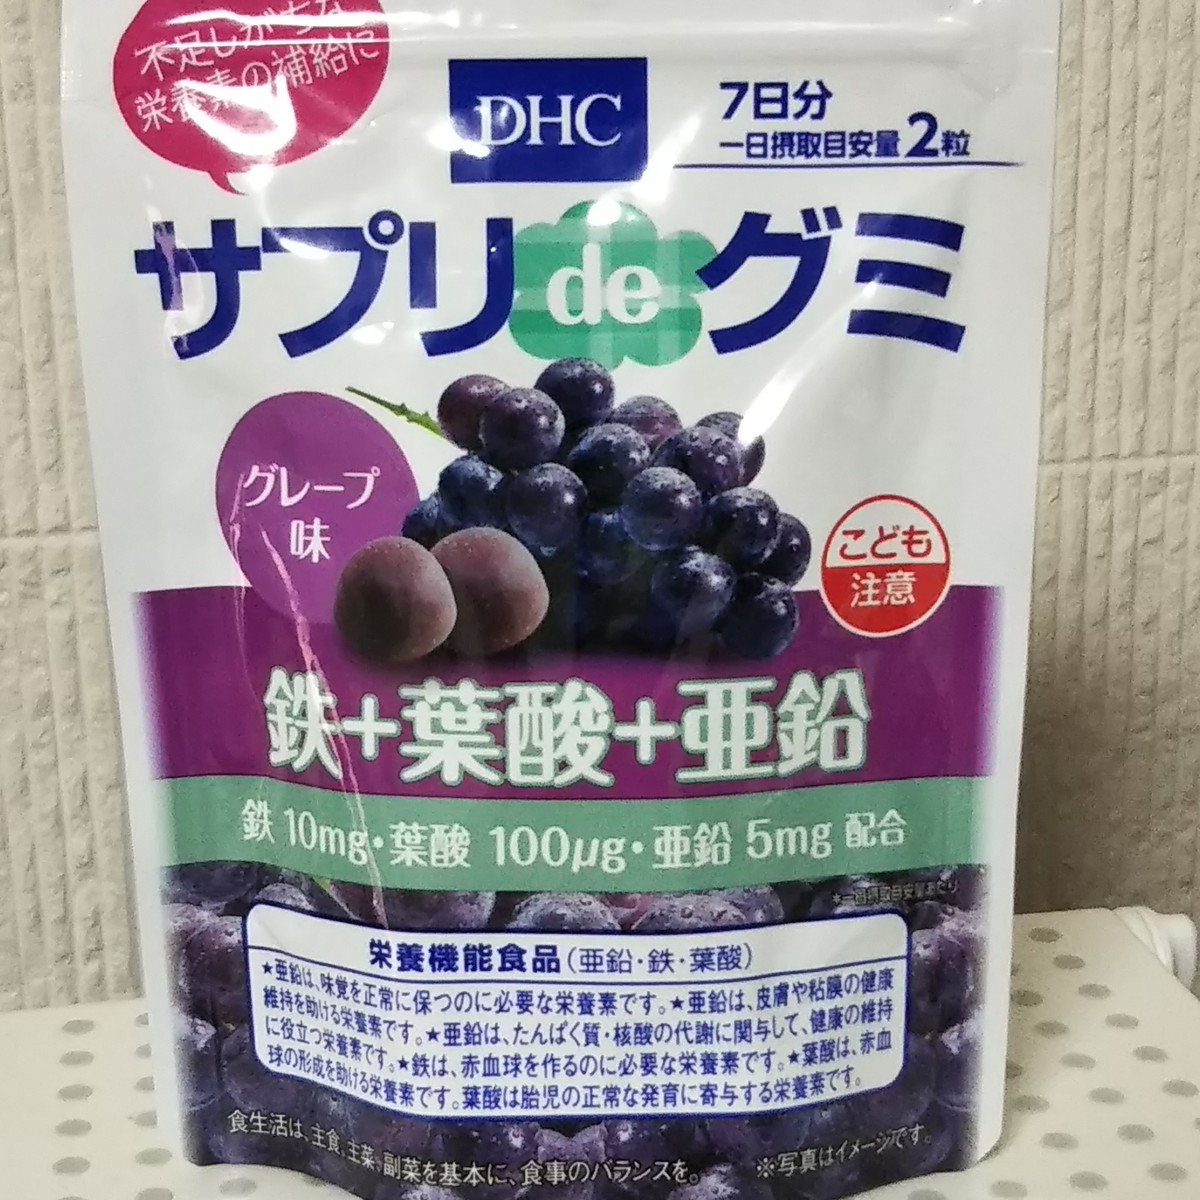 不足しがちな
栄養素の補給に
DHC
7日分
一日摂取目安量2粒
サプリdeグミ
グレープ
味
こども
注意
鉄+葉酸+亜鉛
鉄 10mg・葉酸 100μg・亜鉛 5mg 配合
*一日摂取目安量あたり
栄養機能食品(亜鉛・鉄・葉酸)
★亜鉛は、味覚を正常に保つのに必要な栄養素です。★亜鉛は、皮膚や粘膜の健康
維持を助ける栄養素です。★亜鉛は、たんぱく質・核酸の代謝に関与して、健康の維持
に役立つ栄養素です。★鉄は、赤血球を作るのに必要な栄養素です。★葉酸は、赤血
球の形成を助ける栄養素です。葉酸は胎児の正常な発育に寄与する栄養素です。
食生活は、主食、主菜、副菜を基本に、食事のバランスを。
※写真はイメージです。